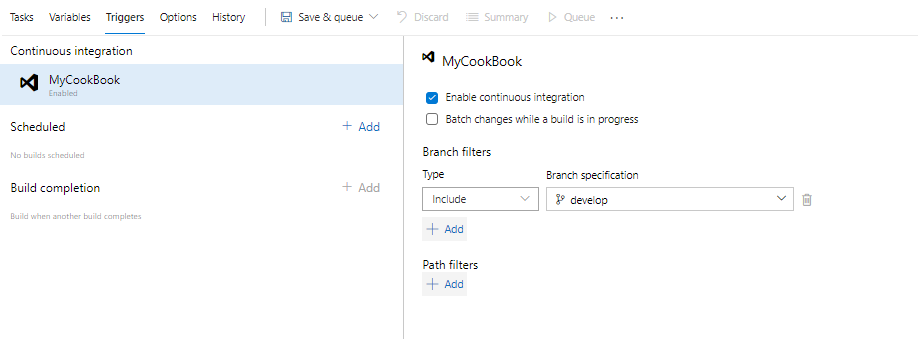 Tasks Variables Triggers Options History Save & queue Discard Summary Queue ...
Continuous integration
MyCookBook
Enabled
Scheduled + Add
No builds scheduled
Build completion + Add
Build when another build completes
MyCookBook
Enable continuous integration
Batch changes while a build is in progress
Branch filters
Type Branch specification
Include develop
+ Add
Path filters
+ Add